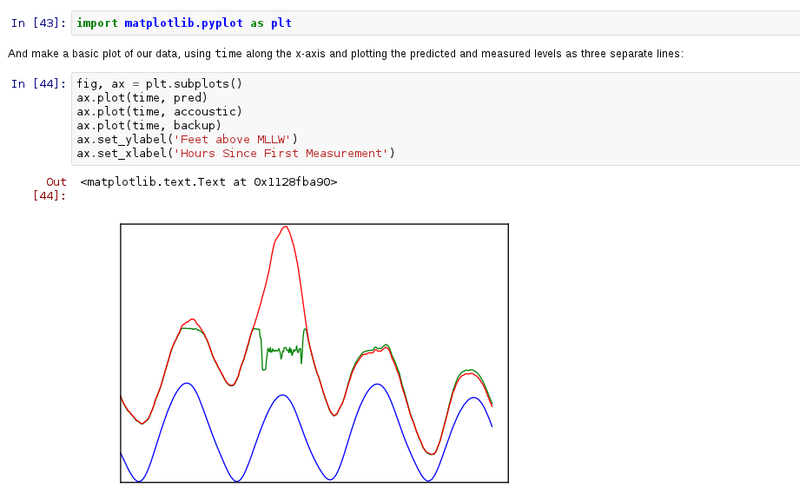 In [43]: import matplotlib.pyplot as plt
And make a basic plot of our data, using time along the x-axis and plotting the predicted and measured levels as three separate lines:
In [44]: fig, ax = plt.subplots()
ax.plot(time, pred)
ax.plot(time, accoustic)
ax.plot(time, backup)
ax.set_ylabel('Feet above MLLW')
ax.set_xlabel('Hours Since First Measurement')
Out <matplotlib.text.Text at 0x1128fba90>
[44]: